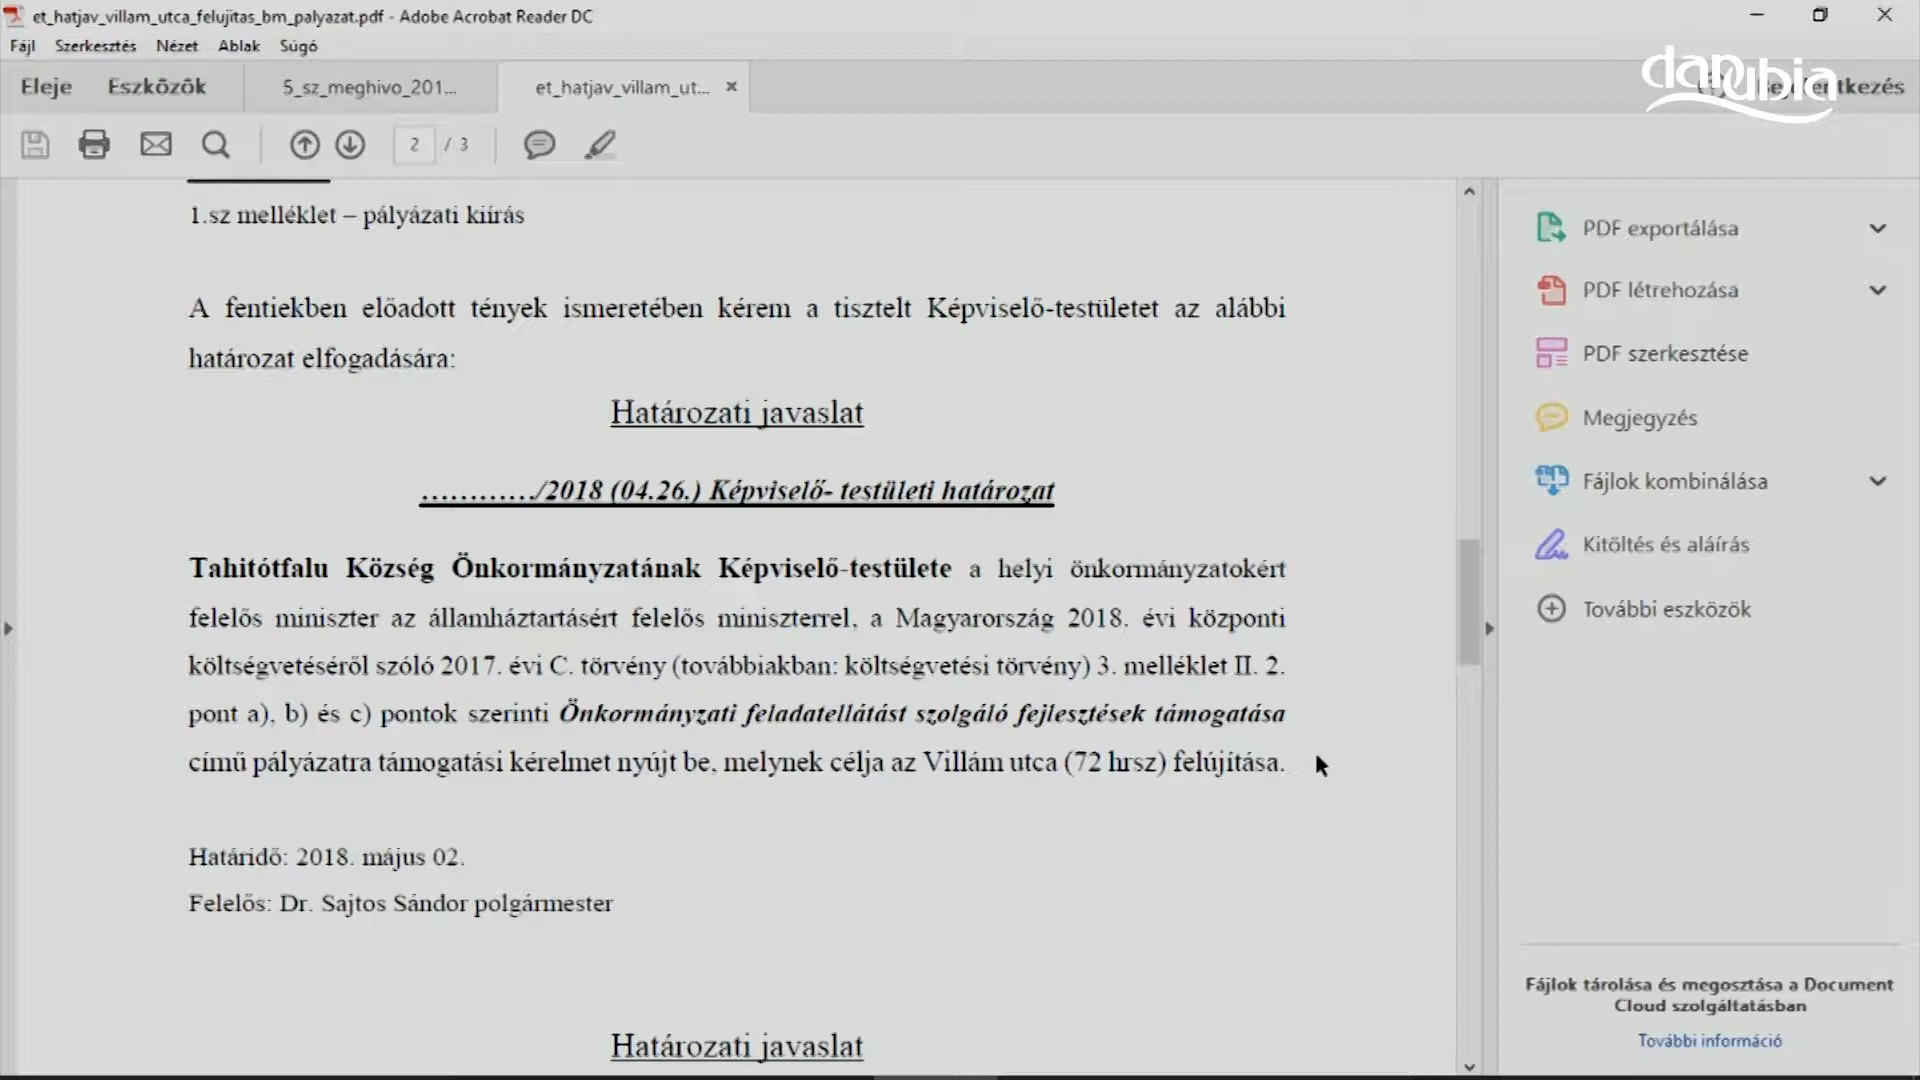 et_hatjav_villam_utca_felujitas_bm_palyazat.pdf - Adobe Acrobat Reader DC
Fájl Szerkesztés Nézet Ablak Súgó
Eleje Eszközök 5_sz_meghivo_201... et_hatjav_villam_ut... ×
danubia
2 / 3
1.sz melléklet – pályázati kiírás
A fentiekben előadott tények ismeretében kérem a tisztelt Képviselő-testületet az alábbi
határozat elfogadására:
Határozati javaslat
…………/2018 (04.26.) Képviselő- testületi határozat
Tahitótfalu Község Önkormányzatának Képviselő-testülete a helyi önkormányzatokért
felelős miniszter az államháztartásért felelős miniszterrel, a Magyarország 2018. évi központi
költségvetéséről szóló 2017. évi C. törvény (továbbiakban: költségvetési törvény) 3. melléklet II. 2.
pont a), b) és c) pontok szerinti Önkormányzati feladatellátást szolgáló fejlesztések támogatása
című pályázatra támogatási kérelmet nyújt be, melynek célja az Villám utca (72 hrsz) felújítása.
Határidő: 2018. május 02.
Felelős: Dr. Sajtos Sándor polgármester
Határozati javaslat
PDF exportálása
PDF létrehozása
PDF szerkesztése
Megjegyzés
Fájlok kombinálása
Kitöltés és aláírás
További eszközök
Fájlok tárolása és megosztása a Document
Cloud szolgáltatásban
További információ